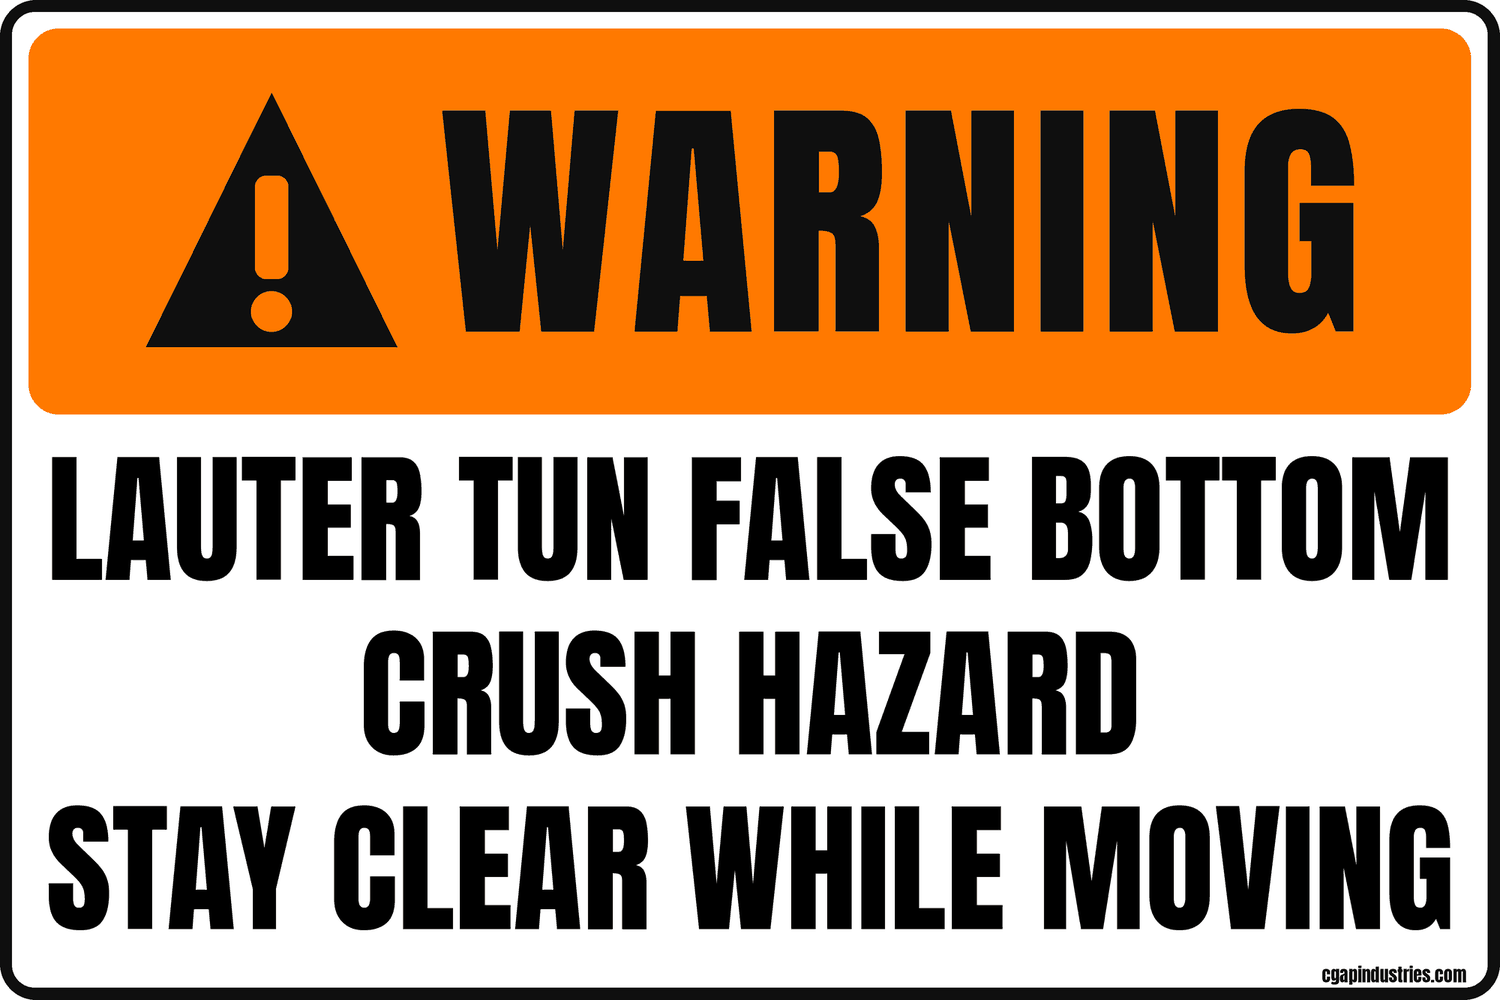 WARNING
LAUTER TUN FALSE BOTTOM
CRUSH HAZARD
STAY CLEAR WHILE MOVING
cgapindustries.com